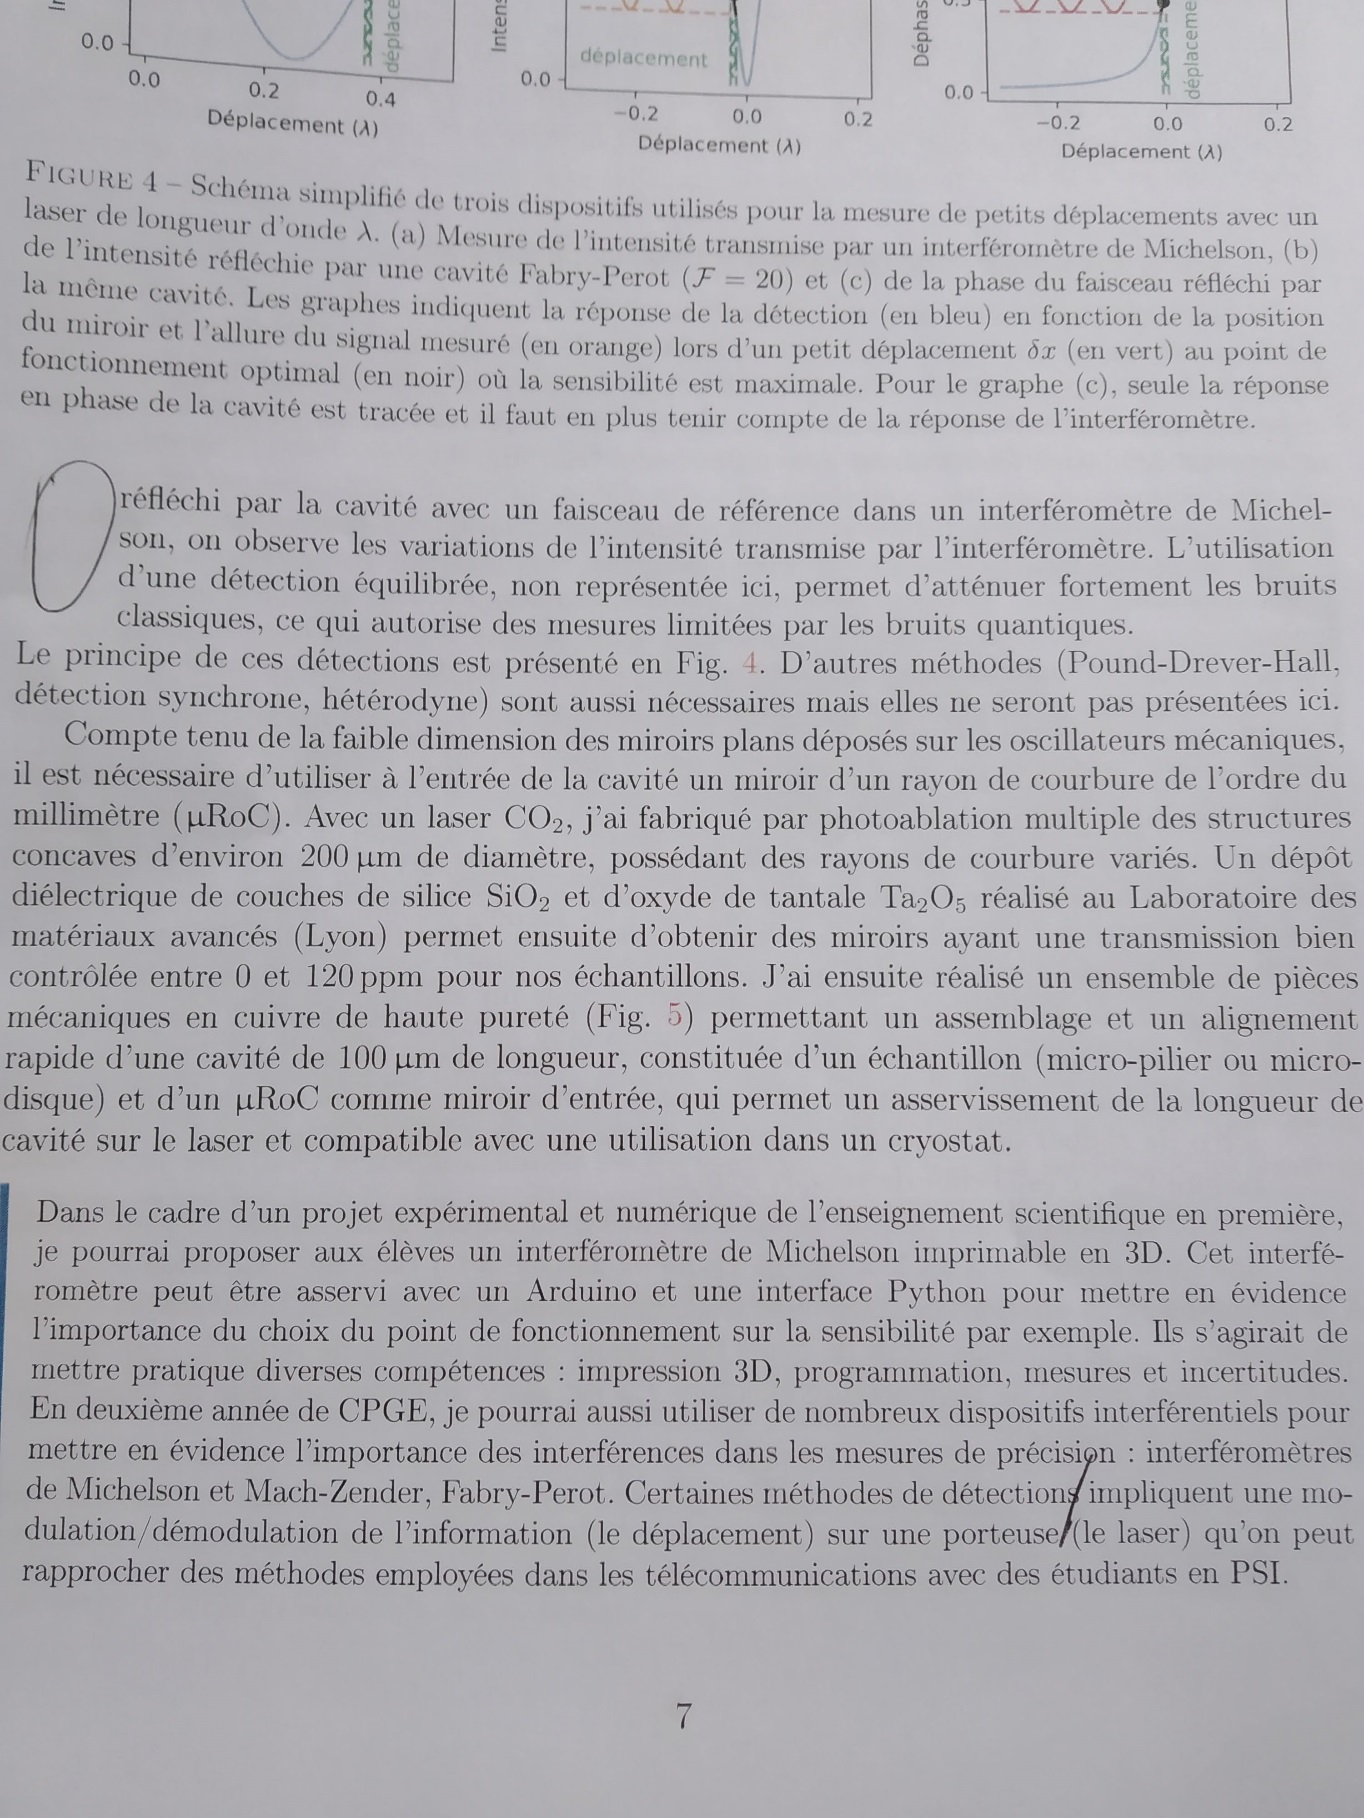 0.0
0.0
0.2
0.4
Déplacement (λ)
déplace
Intens
déplacement
0.0
−0.2
0.0
0.2
Déplacement (λ)
Déphas
déplaceme
0.0
−0.2
0.0
0.2
Déplacement (λ)
FIGURE 4 – Schéma simplifié de trois dispositifs utilisés pour la mesure de petits déplacements avec un
laser de longueur d'onde λ. (a) Mesure de l'intensité transmise par un interféromètre de Michelson, (b)
de l'intensité réfléchie par une cavité Fabry-Perot (ℱ = 20) et (c) de la phase du faisceau réfléchi par
la même cavité. Les graphes indiquent la réponse de la détection (en bleu) en fonction de la position
du miroir et l'allure du signal mesuré (en orange) lors d'un petit déplacement δx (en vert) au point de
fonctionnement optimal (en noir) où la sensibilité est maximale. Pour le graphe (c), seule la réponse
en phase de la cavité est tracée et il faut en plus tenir compte de la réponse de l'interféromètre.
réfléchi par la cavité avec un faisceau de référence dans un interféromètre de Michel-
son, on observe les variations de l'intensité transmise par l'interféromètre. L'utilisation
d'une détection équilibrée, non représentée ici, permet d'atténuer fortement les bruits
classiques, ce qui autorise des mesures limitées par les bruits quantiques.
Le principe de ces détections est présenté en Fig. 4. D'autres méthodes (Pound-Drever-Hall,
détection synchrone, hétérodyne) sont aussi nécessaires mais elles ne seront pas présentées ici.
Compte tenu de la faible dimension des miroirs plans déposés sur les oscillateurs mécaniques,
il est nécessaire d'utiliser à l'entrée de la cavité un miroir d'un rayon de courbure de l'ordre du
millimètre (μRoC). Avec un laser CO₂, j'ai fabriqué par photoablation multiple des structures
concaves d'environ 200 μm de diamètre, possédant des rayons de courbure variés. Un dépôt
diélectrique de couches de silice SiO₂ et d'oxyde de tantale Ta₂O₅ réalisé au Laboratoire des
matériaux avancés (Lyon) permet ensuite d'obtenir des miroirs ayant une transmission bien
contrôlée entre 0 et 120 ppm pour nos échantillons. J'ai ensuite réalisé un ensemble de pièces
mécaniques en cuivre de haute pureté (Fig. 5) permettant un assemblage et un alignement
rapide d'une cavité de 100 μm de longueur, constituée d'un échantillon (micro-pilier ou micro-
disque) et d'un μRoC comme miroir d'entrée, qui permet un asservissement de la longueur de
cavité sur le laser et compatible avec une utilisation dans un cryostat.
Dans le cadre d'un projet expérimental et numérique de l'enseignement scientifique en première,
je pourrai proposer aux élèves un interféromètre de Michelson imprimable en 3D. Cet interfé-
romètre peut être asservi avec un Arduino et une interface Python pour mettre en évidence
l'importance du choix du point de fonctionnement sur la sensibilité par exemple. Ils s'agirait de
mettre pratique diverses compétences : impression 3D, programmation, mesures et incertitudes.
En deuxième année de CPGE, je pourrai aussi utiliser de nombreux dispositifs interférentiels pour
mettre en évidence l'importance des interférences dans les mesures de précision : interféromètres
de Michelson et Mach-Zender, Fabry-Perot. Certaines méthodes de détections impliquent une mo-
dulation/démodulation de l'information (le déplacement) sur une porteuse (le laser) qu'on peut
rapprocher des méthodes employées dans les télécommunications avec des étudiants en PSI.
7